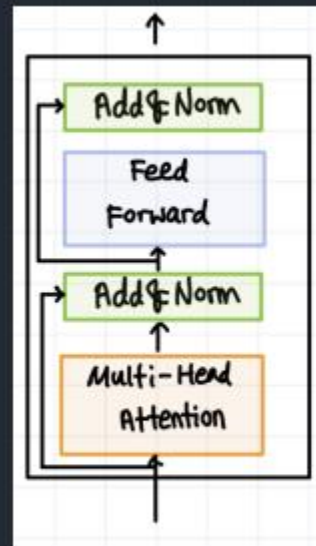 Add & Norm
Feed
Forward
Add & Norm
Multi-Head
Attention